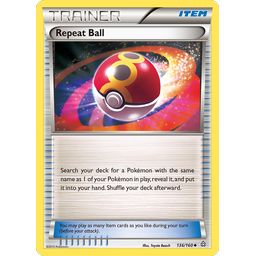 TRAINER
ITEM
Repeat Ball
Search your deck for a Pokémon with the same
name as 1 of your Pokémon in play, reveal it, and put
it into your hand. Shuffle your deck afterward.
You may play as many Item cards as you like during your turn
(before your attack).
Illus. Toyste Beach
136/160